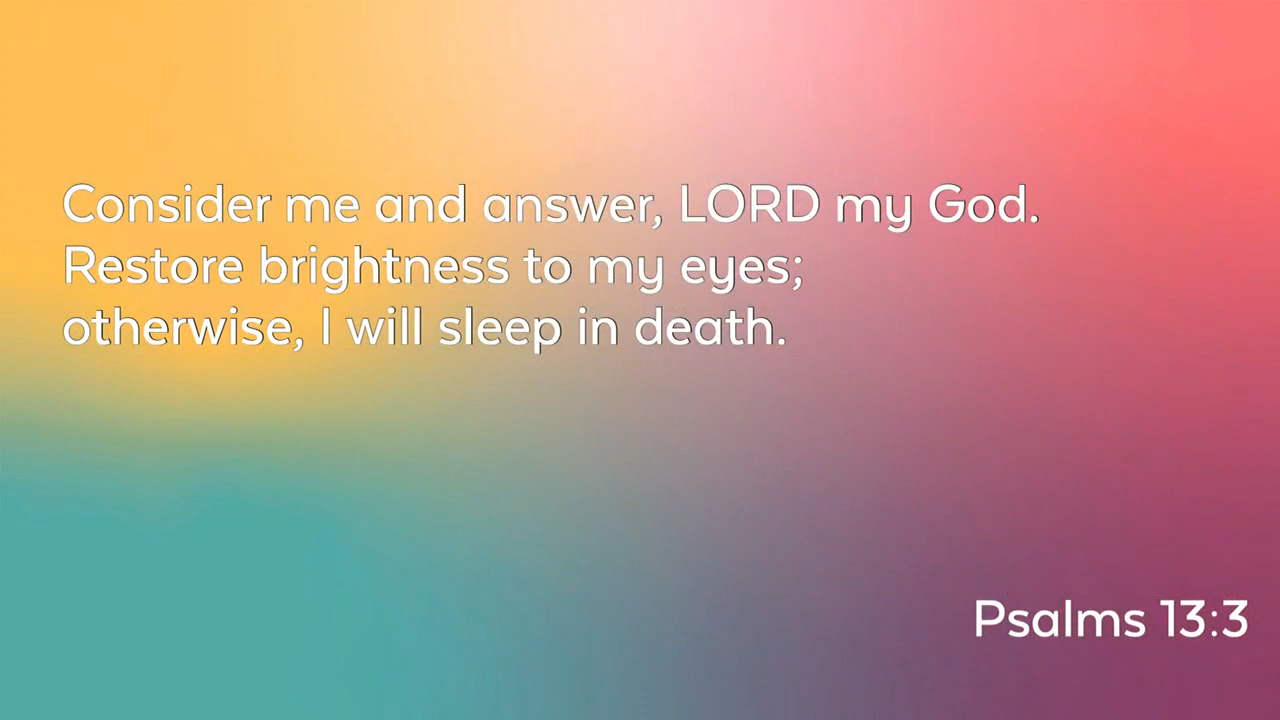 Consider me and answer, LORD my God.
Restore brightness to my eyes;
otherwise, I will sleep in death.
Psalms 13:3